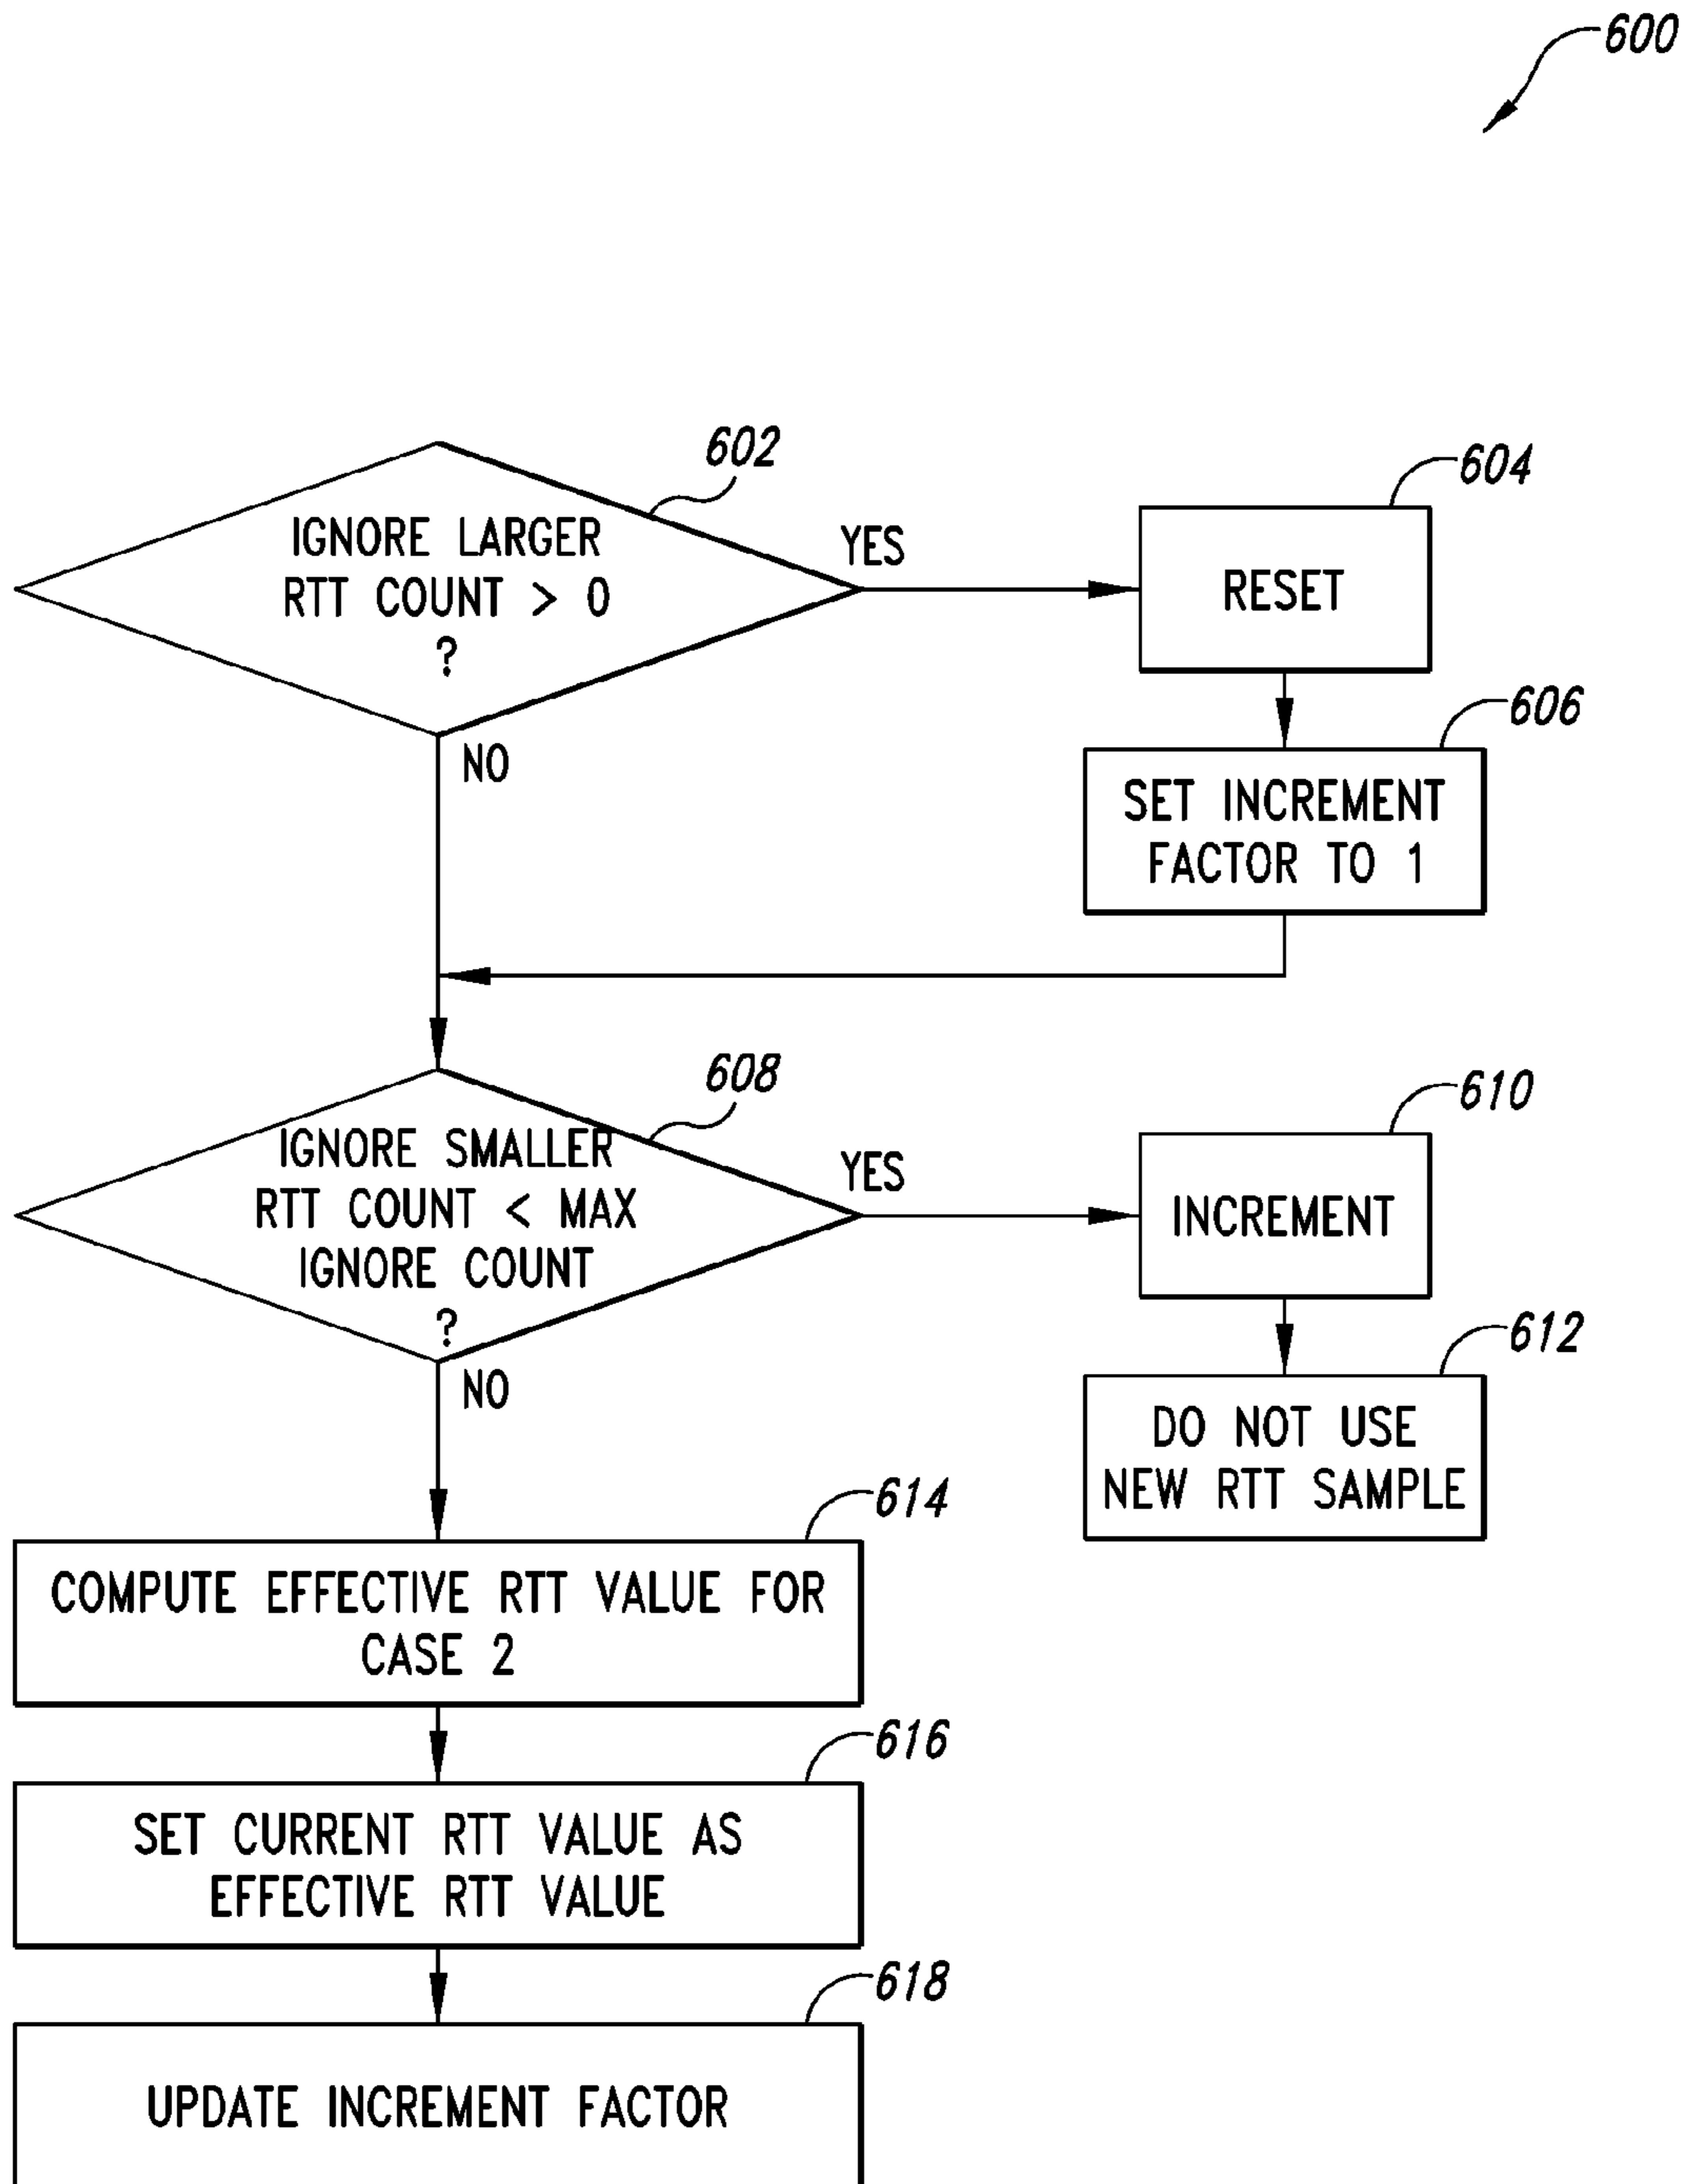 600
602
IGNORE LARGER
RTT COUNT > 0
?
YES
604
RESET
606
SET INCREMENT
FACTOR TO 1
NO
608
IGNORE SMALLER
RTT COUNT < MAX
IGNORE COUNT
?
YES
610
INCREMENT
612
DO NOT USE
NEW RTT SAMPLE
NO
614
COMPUTE EFFECTIVE RTT VALUE FOR
CASE 2
616
SET CURRENT RTT VALUE AS
EFFECTIVE RTT VALUE
618
UPDATE INCREMENT FACTOR